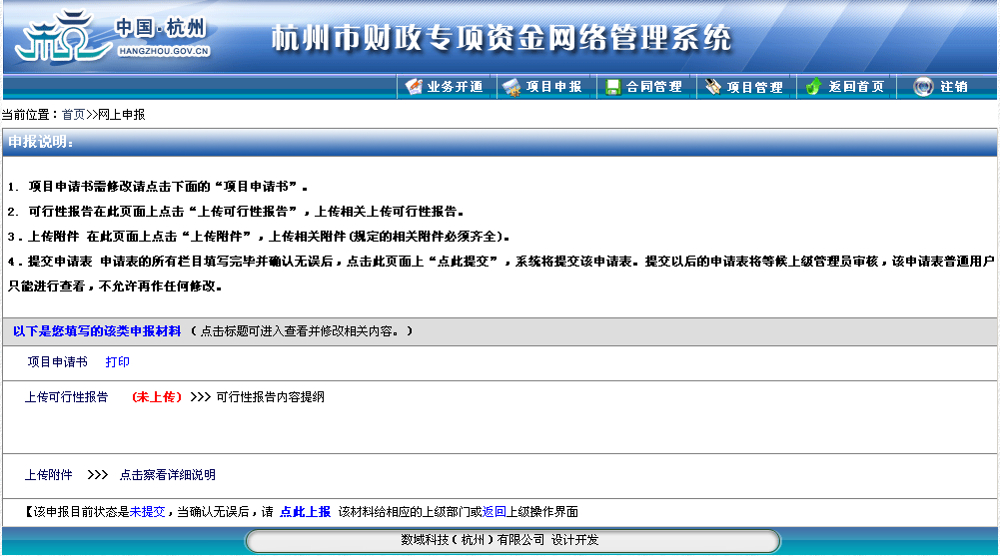 中国·杭州
HANGZHOU.GOV.CN
杭州市财政专项资金网络管理系统
业务开通 项目申报 合同管理 项目管理 返回首页 注销
当前位置：首页>>网上申报
申报说明：
1. 项目申请书需修改请点击下面的“项目申请书”。
2. 可行性报告在此页面上点击“上传可行性报告”，上传相关上传可行性报告。
3．上传附件 在此页面上点击“上传附件”，上传相关附件(规定的相关附件必须齐全)。
4．提交申请表 申请表的所有栏目填写完毕并确认无误后，点击此页面上“点此提交”，系统将提交该申请表。提交以后的申请表将等候上级管理员审核，该申请表普通用户
只能进行查看，不允许再作任何修改。
以下是您填写的该类申报材料 （点击标题可进入查看并修改相关内容。）
项目申请书 打印
上传可行性报告 (未上传) >>> 可行性报告内容提纲
上传附件 >>> 点击察看详细说明
【该申报目前状态是未提交，当确认无误后，请 点此上报 该材料给相应的上级部门或返回上级操作界面
数域科技（杭州）有限公司 设计开发